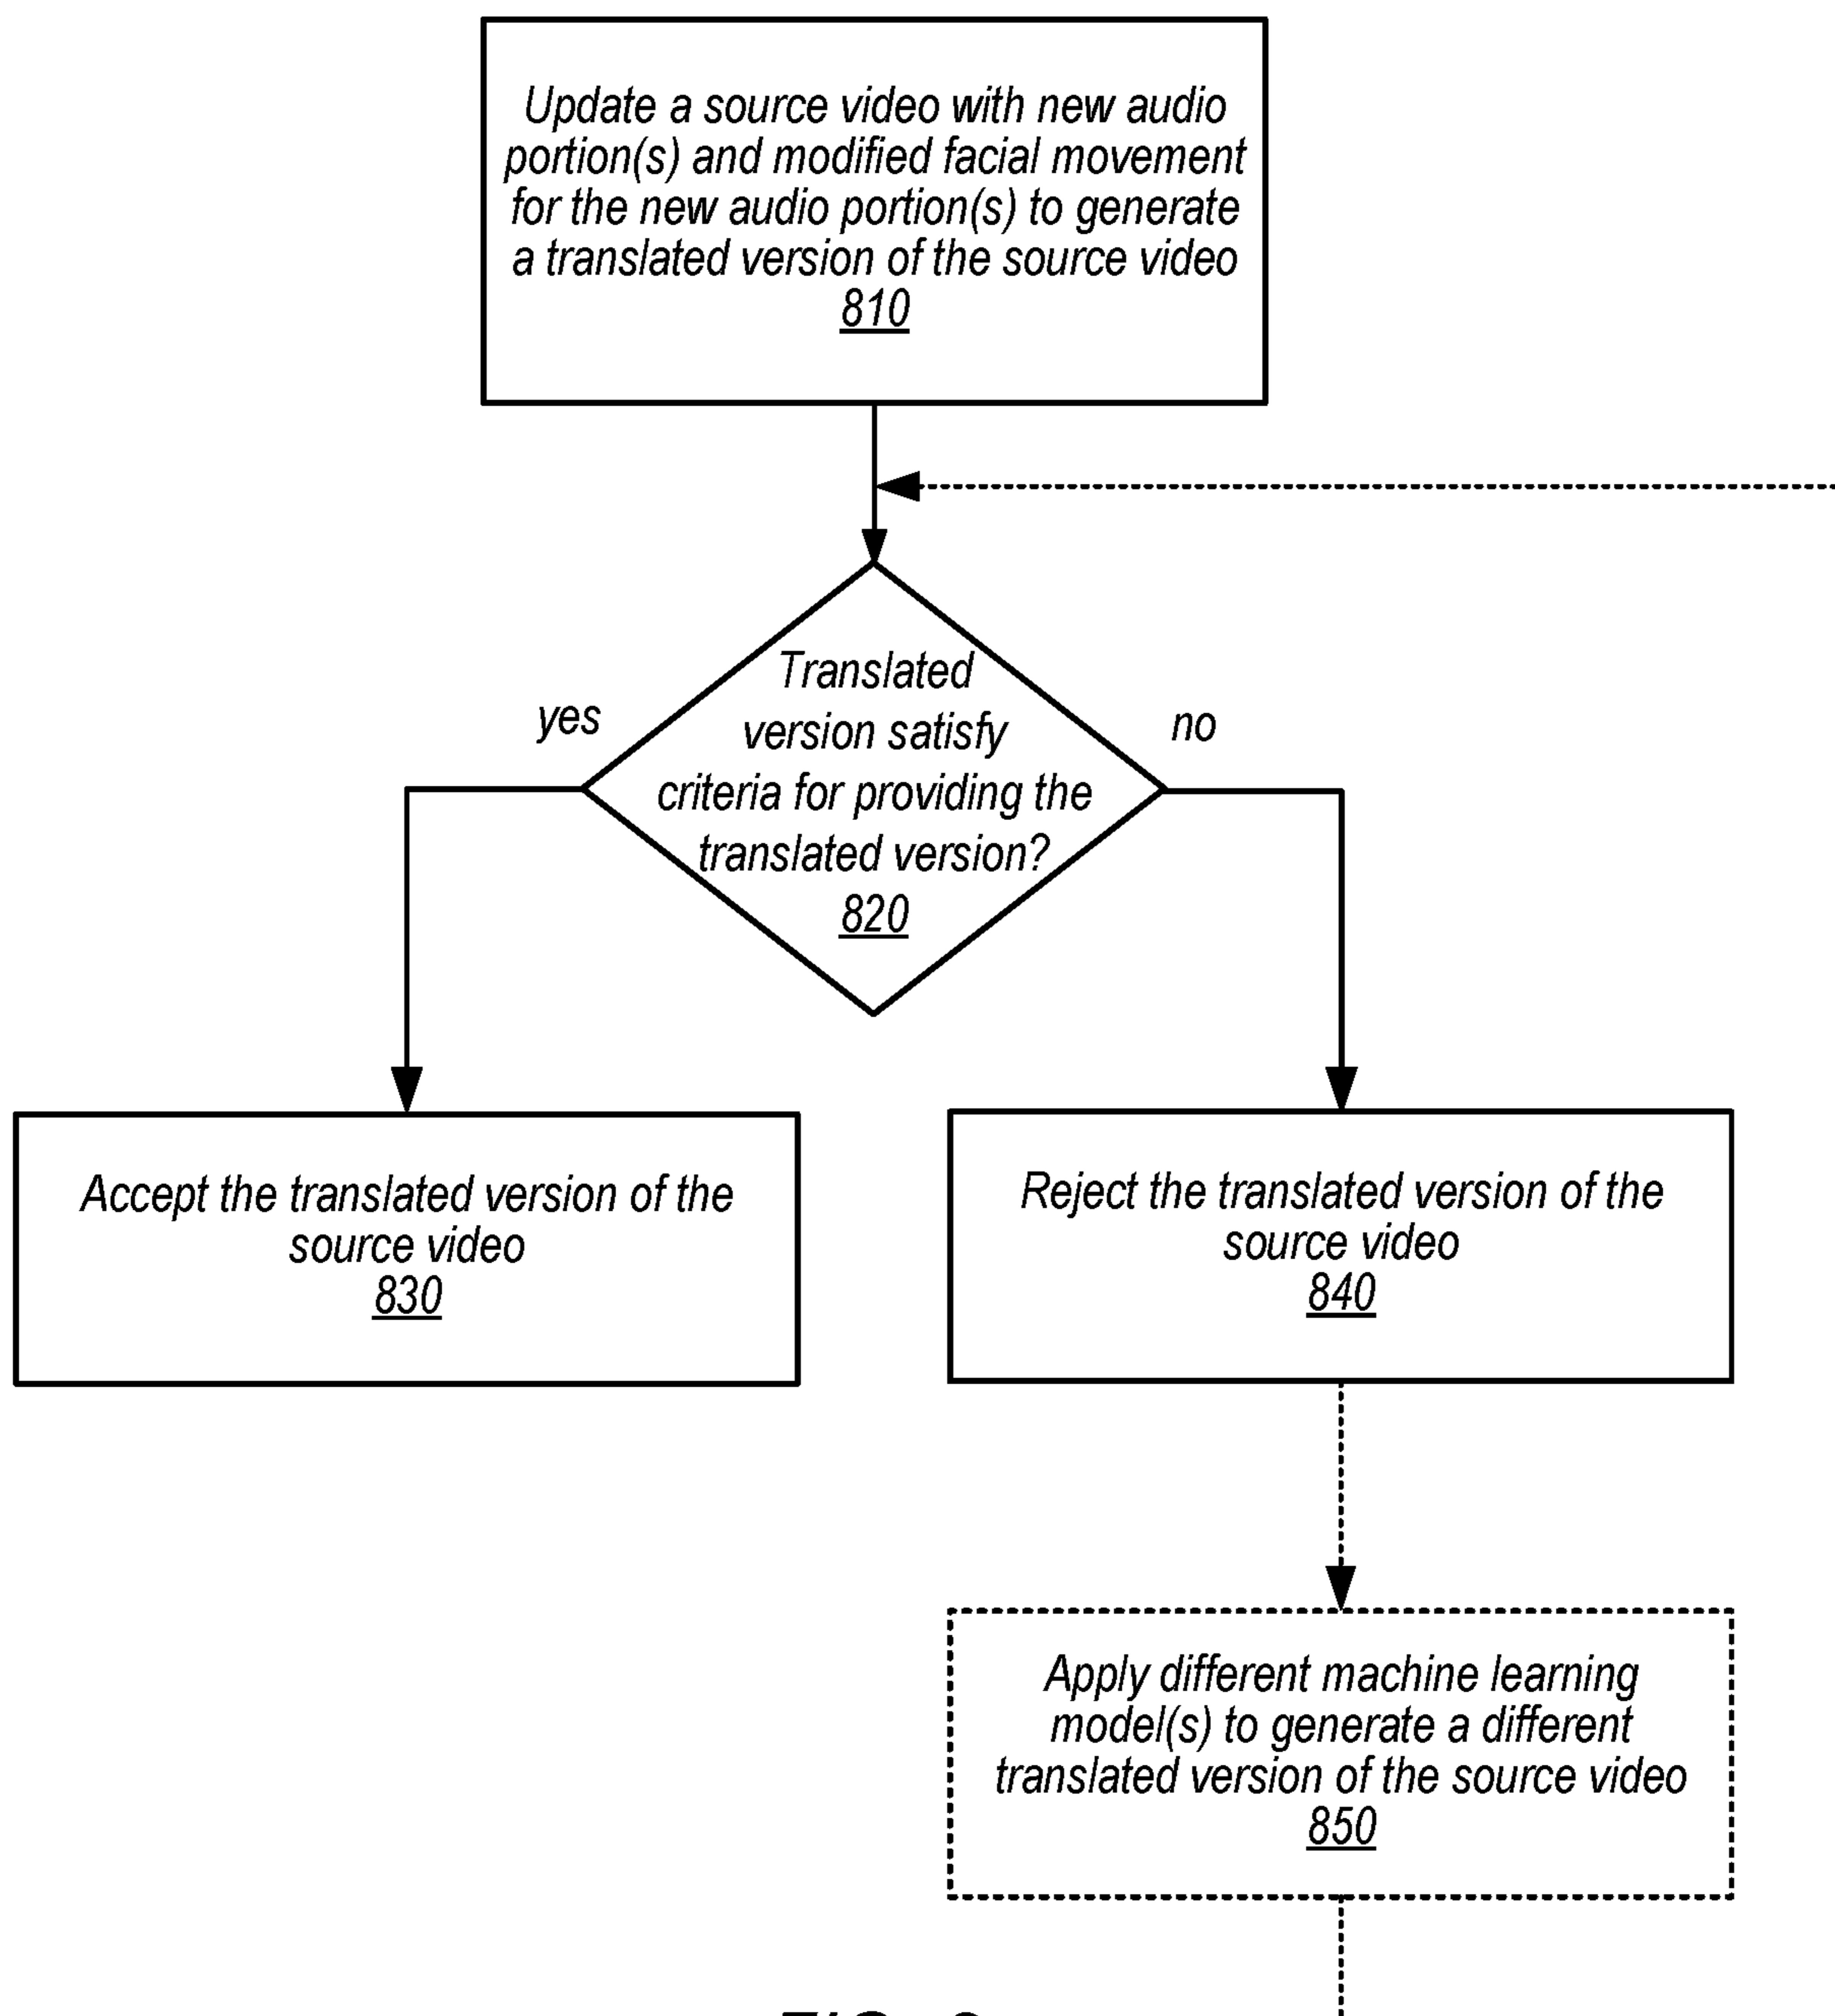 Update a source video with new audio
portion(s) and modified facial movement
for the new audio portion(s) to generate
a translated version of the source video
810
Translated
version satisfy
criteria for providing the
translated version?
820
yes
no
Accept the translated version of the
source video
830
Reject the translated version of the
source video
840
Apply different machine learning
model(s) to generate a different
translated version of the source video
850